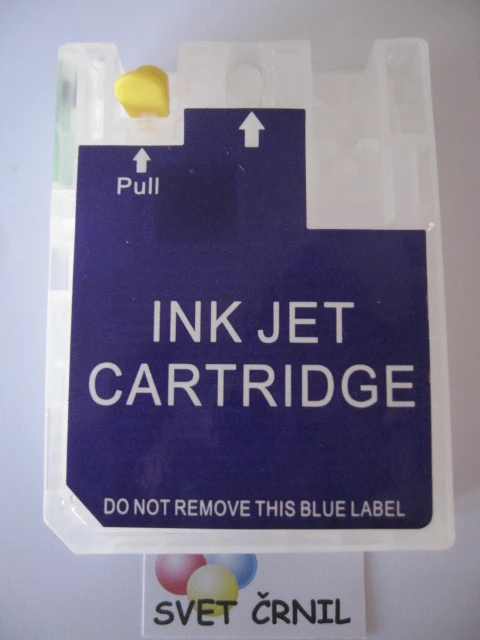 Pull
INK JET
CARTRIDGE
DO NOT REMOVE THIS BLUE LABEL
SVET ČRNIL